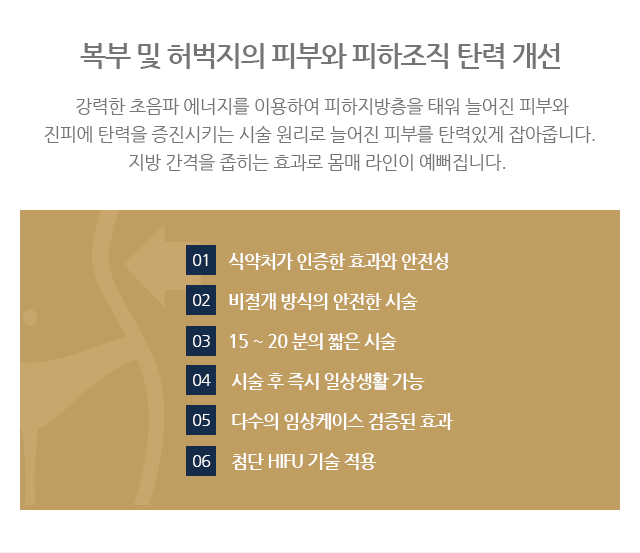 복부 및 허벅지의 피부와 피하조직 탄력 개선
강력한 초음파 에너지를 이용하여 피하지방층을 태워 늘어진 피부와
진피에 탄력을 증진시키는 시술 원리로 늘어진 피부를 탄력있게 잡아줍니다.
지방 간격을 좁히는 효과로 몸매 라인이 예뻐집니다.
01 식약처가 인증한 효과와 안전성
02 비절개 방식의 안전한 시술
03 15 ~ 20 분의 짧은 시술
04 시술 후 즉시 일상생활 가능
05 다수의 임상케이스 검증된 효과
06 첨단 HIFU 기술 적용